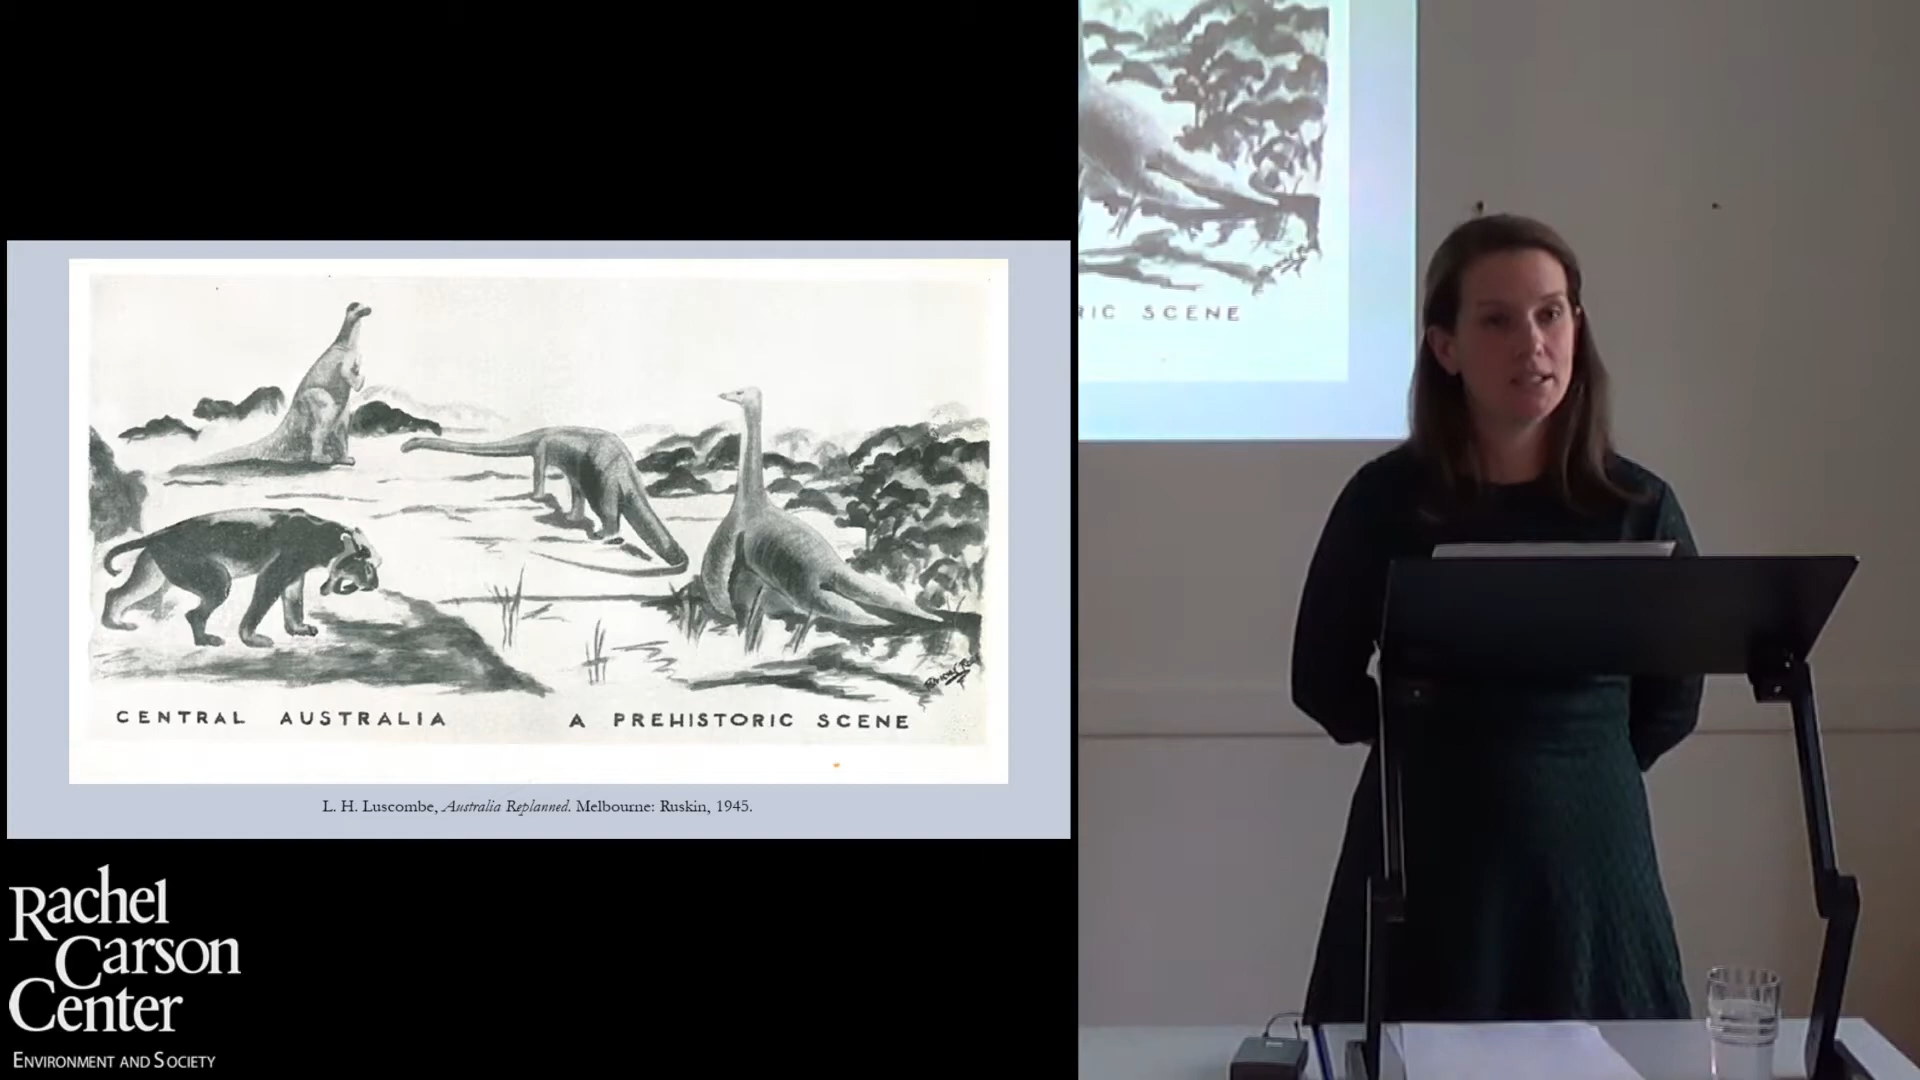 CENTRAL AUSTRALIA A PREHISTORIC SCENE
L. H. Luscombe, Australia Replanned. Melbourne: Ruskin, 1945.
RIC SCENE
Rachel
Carson
Center
ENVIRONMENT AND SOCIETY